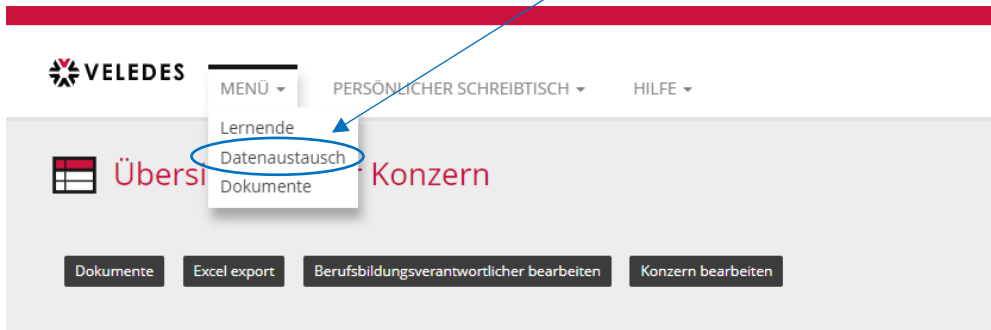 VELEDES
MENÜ PERSÖNLICHER SCHREIBTISCH HILFE
Lernende
Datenaustausch
Dokumente
Übersi Konzern
Dokumente Excel export Berufsbildungsverantwortlicher bearbeiten Konzern bearbeiten